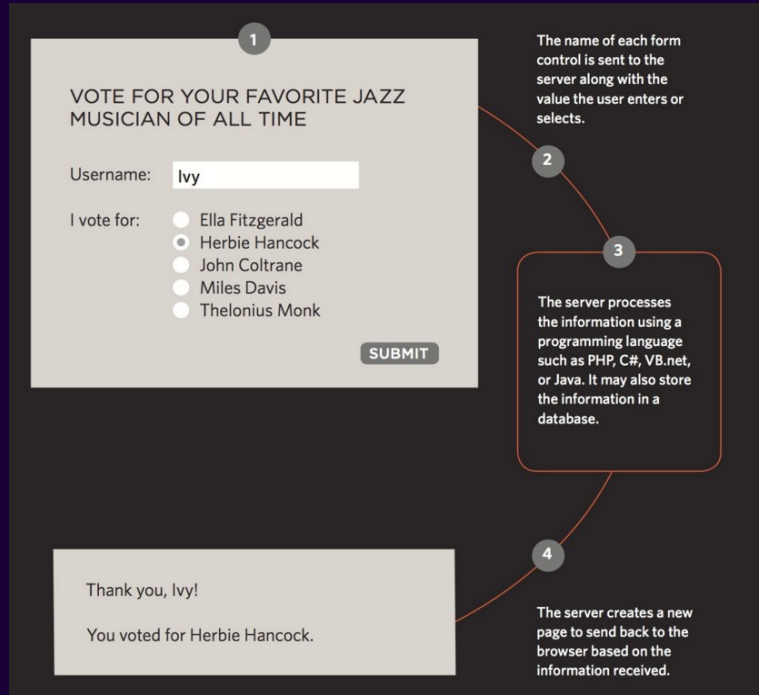 1
VOTE FOR YOUR FAVORITE JAZZ
MUSICIAN OF ALL TIME
Username: Ivy
I vote for: Ella Fitzgerald
Herbie Hancock
John Coltrane
Miles Davis
Thelonius Monk
SUBMIT
The name of each form
control is sent to the
server along with the
value the user enters or
selects.
2
3
The server processes
the information using a
programming language
such as PHP, C#, VB.net,
or Java. It may also store
the information in a
database.
4
The server creates a new
page to send back to the
browser based on the
information received.
Thank you, Ivy!
You voted for Herbie Hancock.